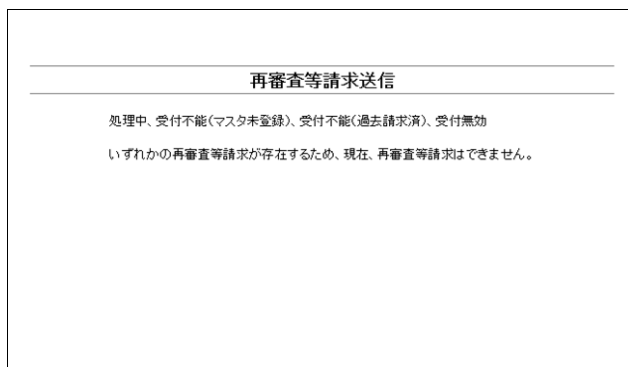 再審査等請求送信
処理中、受付不能(マスタ未登録)、受付不能(過去請求済)、受付無効
いずれかの再審査等請求が存在するため、現在、再審査等請求はできません。